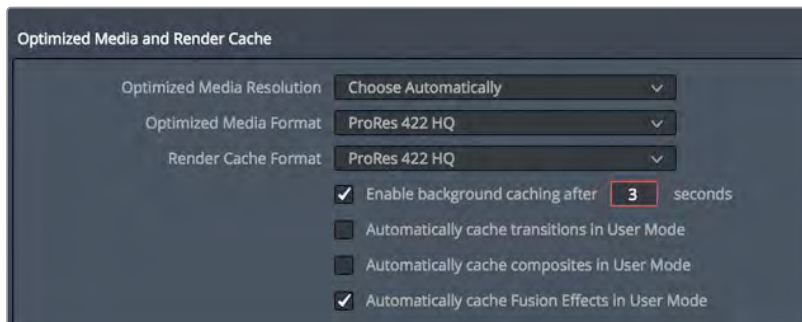 Optimized Media and Render Cache
Optimized Media Resolution Choose Automatically
Optimized Media Format ProRes 422 HQ
Render Cache Format ProRes 422 HQ
Enable background caching after 3 seconds
Automatically cache transitions in User Mode
Automatically cache composites in User Mode
Automatically cache Fusion Effects in User Mode